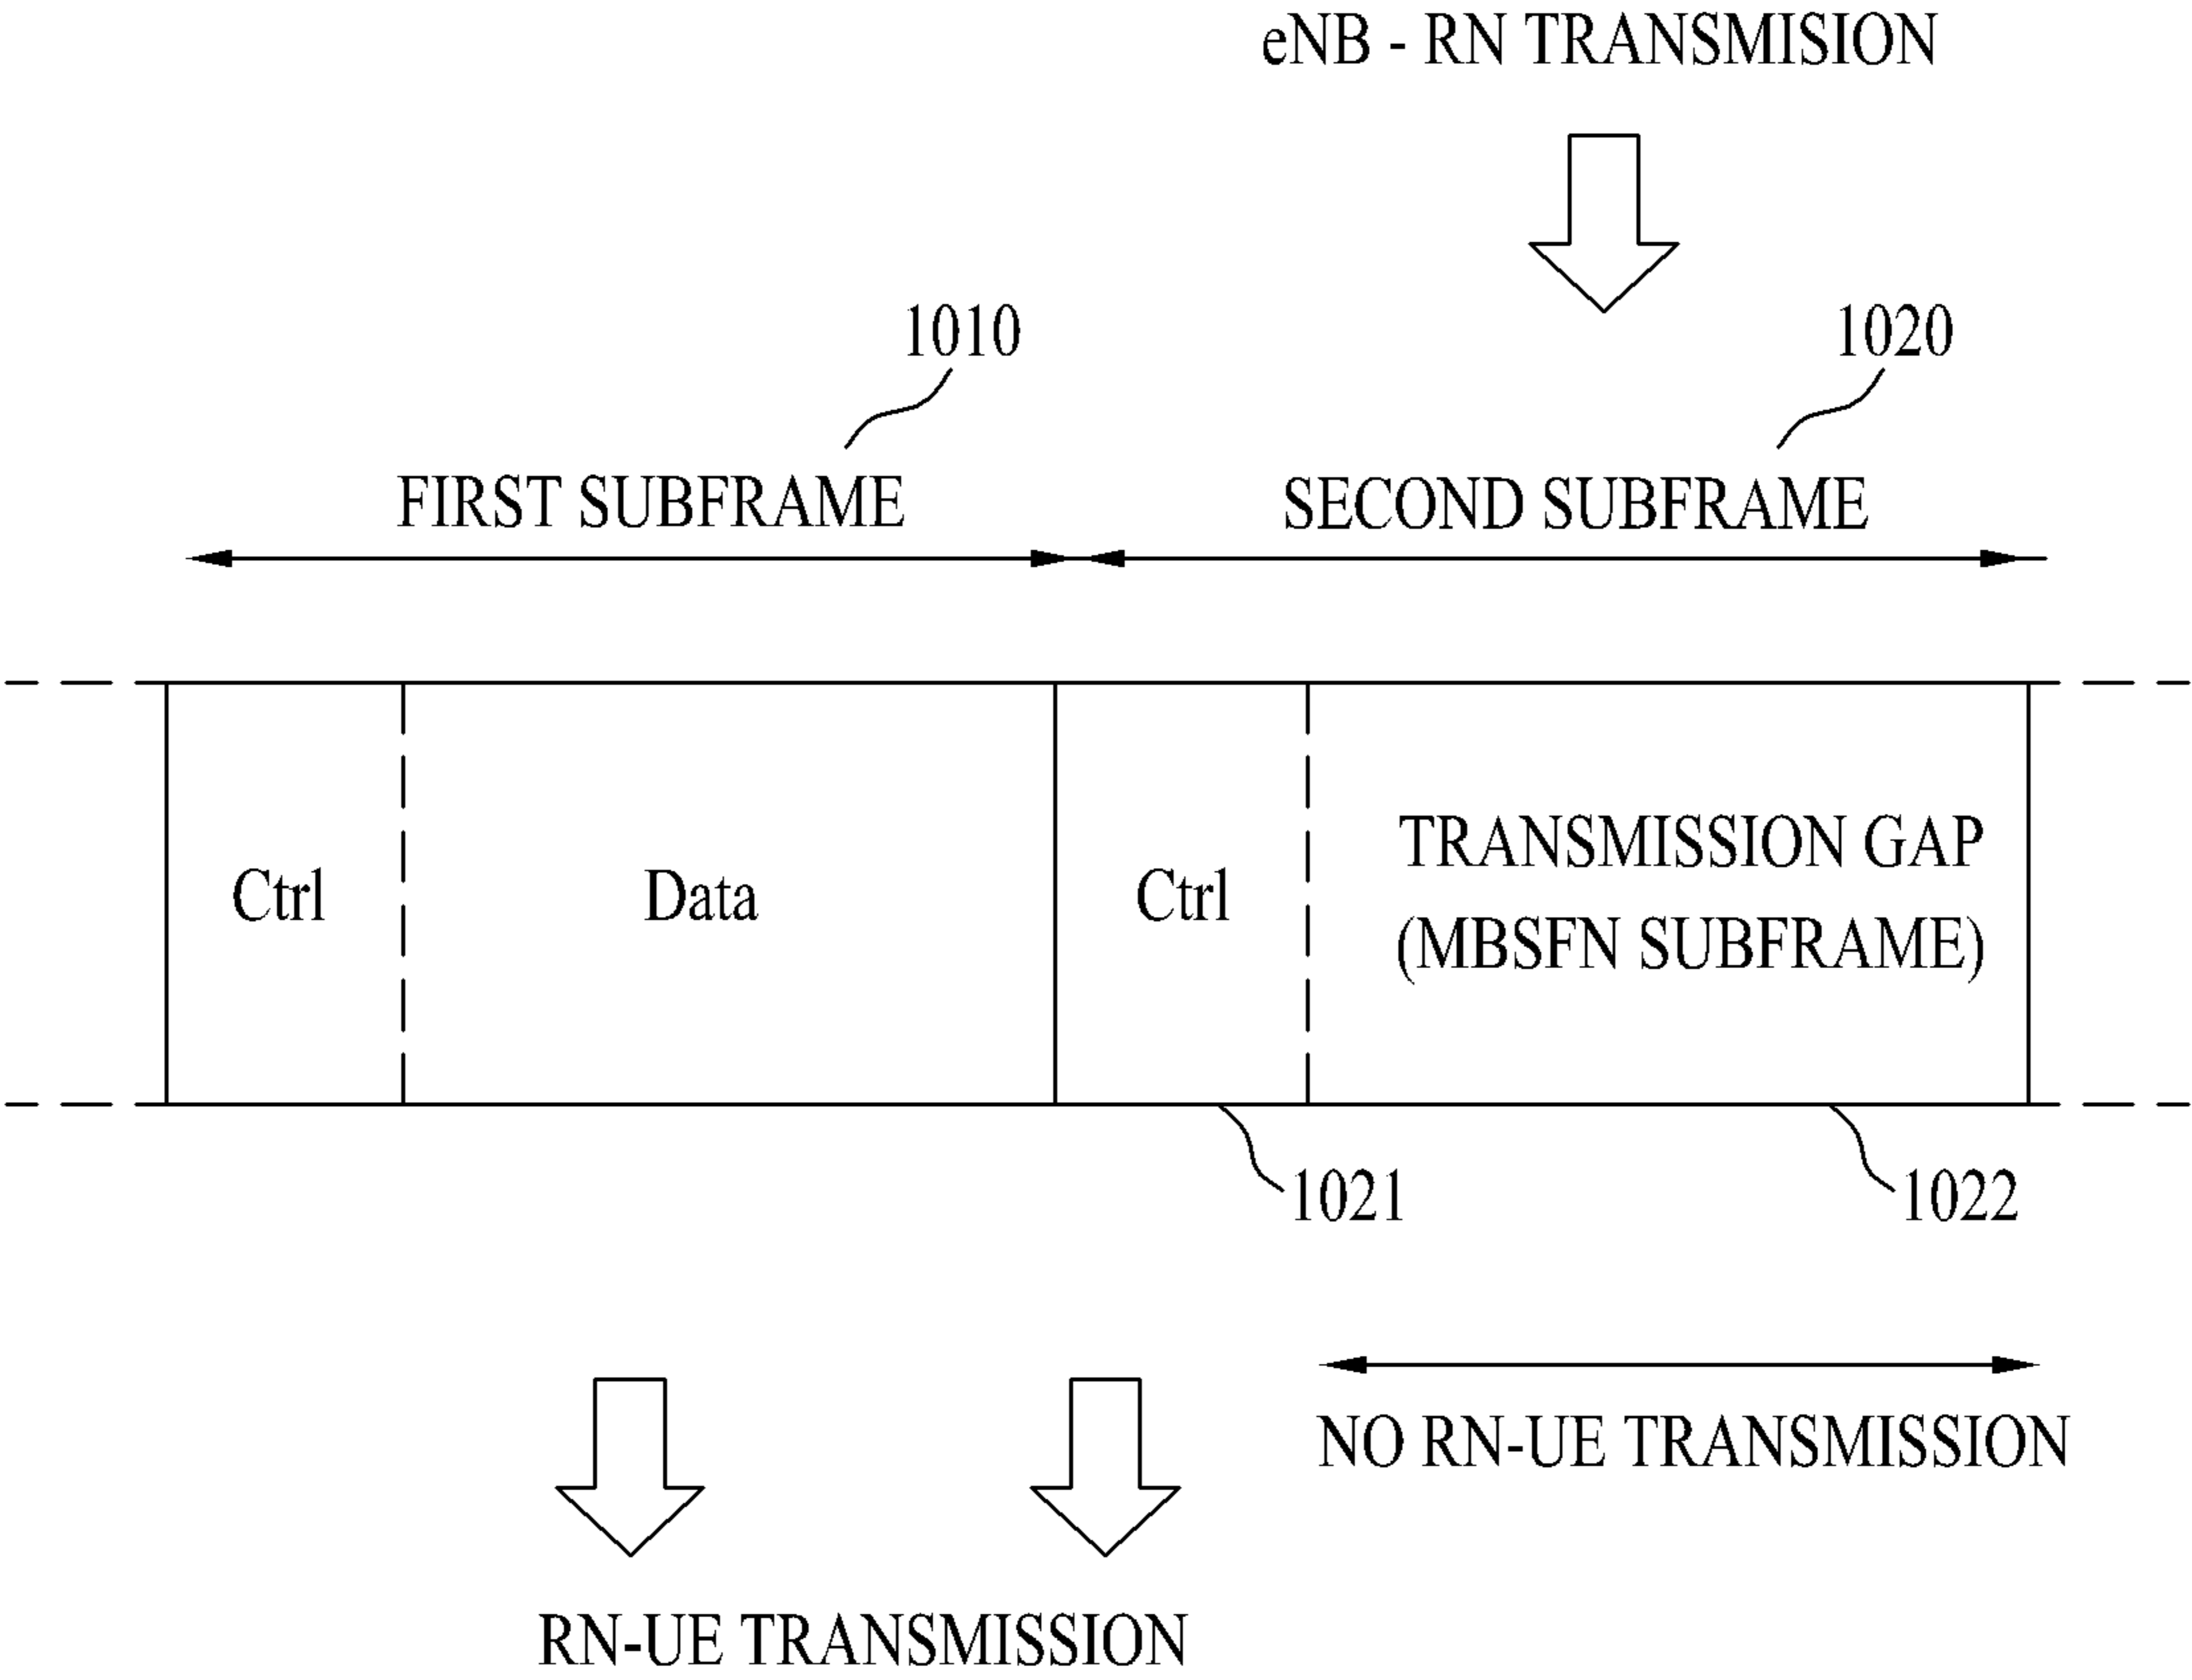 eNB - RN TRANSMISION
1010
1020
FIRST SUBFRAME
SECOND SUBFRAME
Ctrl
Data
Ctrl
TRANSMISSION GAP
(MBSFN SUBFRAME)
1021
1022
NO RN-UE TRANSMISSION
RN-UE TRANSMISSION